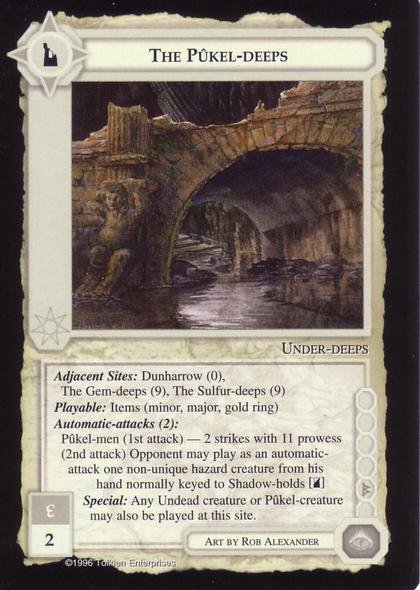 THE PÛKEL-DEEPS
UNDER-DEEPS
Adjacent Sites: Dunharrow (0),
The Gem-deeps (9), The Sulfur-deeps (9)
Playable: Items (minor, major, gold ring)
Automatic-attacks (2):
Pûkel-men (1st attack) — 2 strikes with 11 prowess
(2nd attack) Opponent may play as an automatic-
attack one non-unique hazard creature from his
hand normally keyed to Shadow-holds [ ]
Special: Any Undead creature or Pûkel-creature
may also be played at this site.
2
ART BY ROB ALEXANDER
©1996 Tolkien Enterprises